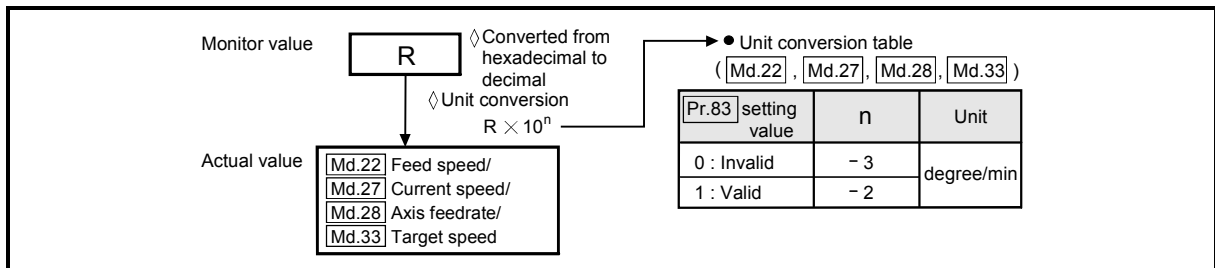 Monitor value
R
◊ Converted from
hexadecimal to
decimal
◊ Unit conversion
R × 10ⁿ
Actual value
Md.22 Feed speed/
Md.27 Current speed/
Md.28 Axis feedrate/
Md.33 Target speed
● Unit conversion table
( Md.22 , Md.27 , Md.28 , Md.33 )
Pr.83 setting
value
n
Unit
0 : Invalid
－3
degree/min
1 : Valid
－2